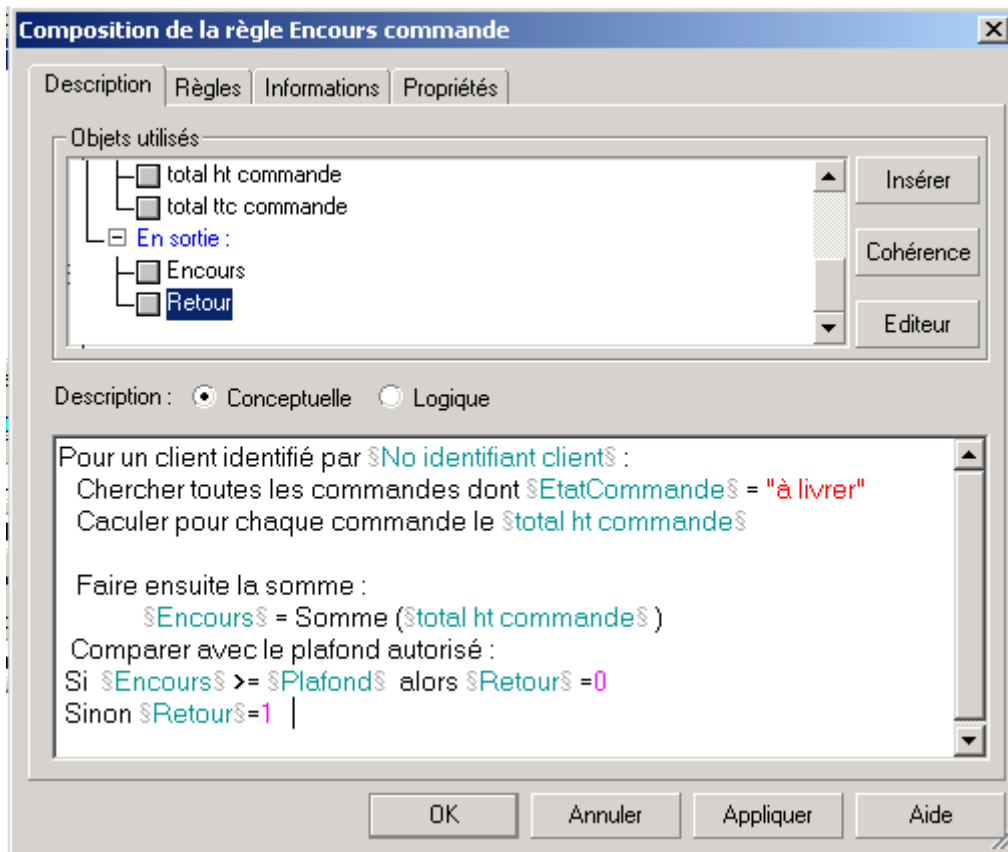 Composition de la règle Encours commande
Description Règles Informations Propriétés
Objets utilisés
total ht commande
total ttc commande
En sortie :
Encours
Retour
Insérer
Cohérence
Editeur
Description : Conceptuelle Logique
Pour un client identifié par §No identifiant client§ :
Chercher toutes les commandes dont §EtatCommande§ = "à livrer"
Caculer pour chaque commande le §total ht commande§
Faire ensuite la somme :
§Encours§ = Somme (§total ht commande§ )
Comparer avec le plafond autorisé :
Si §Encours§ >= §Plafond§ alors §Retour§ =0
Sinon §Retour§=1
OK Annuler Appliquer Aide